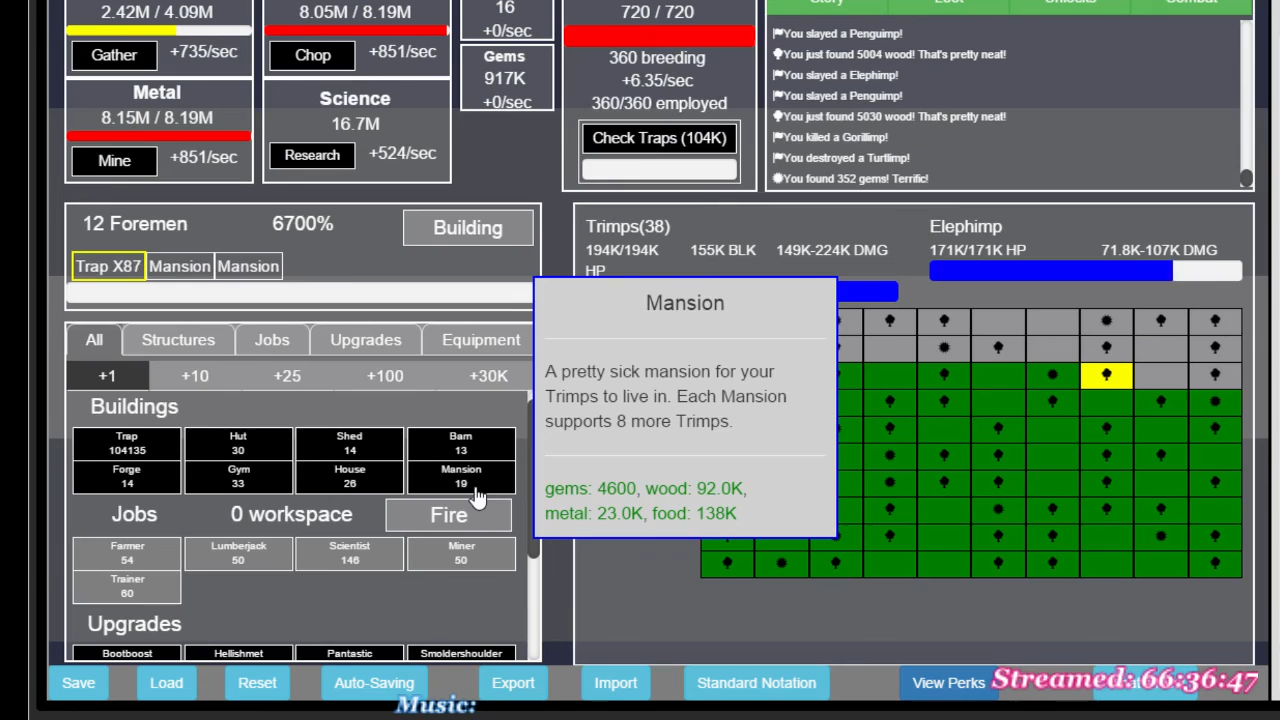 2.42M / 4.09M
Gather
+735/sec
8.05M / 8.19M
Chop
+851/sec
Metal
8.15M / 8.19M
Mine
+851/sec
Science
16.7M
Research
+524/sec
16
+0/sec
Gems
917K
+0/sec
720 / 720
360 breeding
+6.35/sec
360/360 employed
Check Traps (104K)
You slayed a Penguimp!
You just found 5004 wood! That's pretty neat!
You slayed a Elephimp!
You slayed a Penguimp!
You just found 5030 wood! That's pretty neat!
You killed a Gorillimp!
You destroyed a Turtlimp!
You found 352 gems! Terrific!
12 Foremen
6700%
Building
Trap X87
Mansion
Mansion
All
Structures
Jobs
Upgrades
Equipment
+1
+10
+25
+100
+30K
Buildings
Trap
104135
Hut
30
Shed
14
Barn
13
Forge
14
Gym
33
House
26
Mansion
19
Jobs
0 workspace
Fire
Farmer
54
Lumberjack
50
Scientist
146
Miner
50
Trainer
60
Upgrades
Bootboost
Hellishmet
Pantastic
Smoldershoulder
Trimps(38)
194K/194K HP
155K BLK
149K-224K DMG
Elephimp
171K/171K HP
71.8K-107K DMG
Mansion
A pretty sick mansion for your
Trimps to live in. Each Mansion
supports 8 more Trimps.
gems: 4600, wood: 92.0K,
metal: 23.0K, food: 138K
Save
Load
Reset
Auto-Saving
Export
Import
Standard Notation
View Perks
Streamed: 66:36:47
Music: